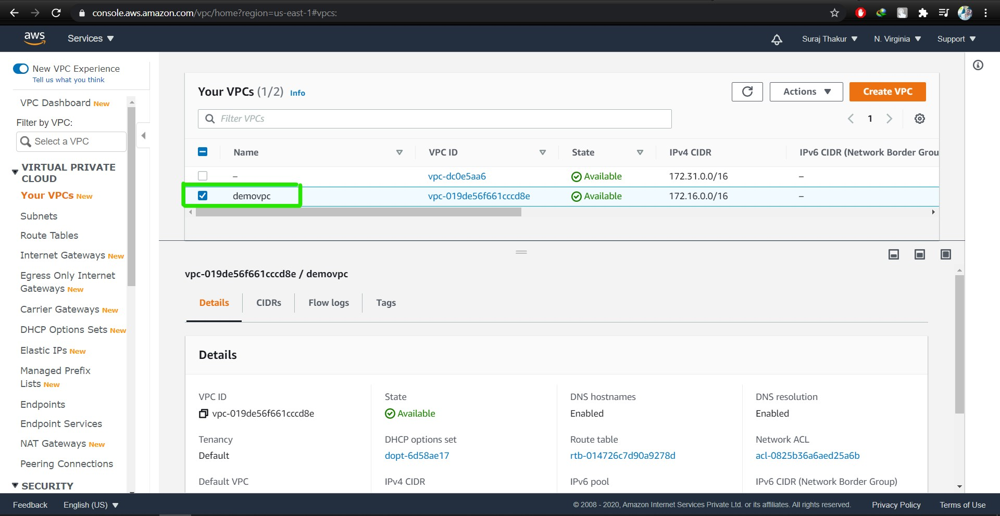 console.aws.amazon.com/vpc/home?region=us-east-1#vpcs:
aws
Services
Suraj Thakur
N. Virginia
Support
New VPC Experience
Tell us what you think
VPC Dashboard New
Filter by VPC:
Select a VPC
VIRTUAL PRIVATE
CLOUD
Your VPCs New
Subnets
Route Tables
Internet Gateways New
Egress Only Internet
Gateways New
Carrier Gateways New
DHCP Options Sets New
Elastic IPs New
Managed Prefix
Lists New
Endpoints
Endpoint Services
NAT Gateways New
Peering Connections
SECURITY
Your VPCs (1/2) Info
Actions
Create VPC
Filter VPCs
1
Name VPC ID State IPv4 CIDR IPv6 CIDR (Network Border Grou
– vpc-dc0e5aa6 Available 172.31.0.0/16 –
demovpc vpc-019de56f661cccd8e Available 172.16.0.0/16 –
vpc-019de56f661cccd8e / demovpc
Details CIDRs Flow logs Tags
Details
VPC ID State DNS hostnames DNS resolution
vpc-019de56f661cccd8e Available Enabled Enabled
Tenancy DHCP options set Route table Network ACL
Default dopt-6d58ae17 rtb-014726c7d90a9278d acl-0825b36a6aed25a6b
Default VPC IPv4 CIDR IPv6 pool IPv6 CIDR (Network Border Group)
Feedback
English (US)
© 2008 - 2020, Amazon Internet Services Private Ltd. or its affiliates. All rights reserved.
Privacy Policy
Terms of Use